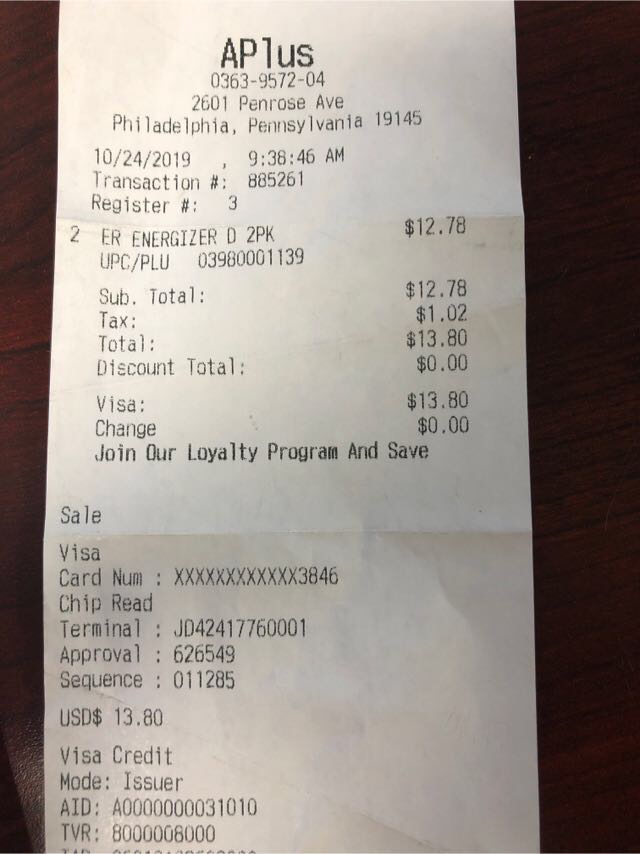 APlus
0363-9572-04
2601 Penrose Ave
Philadelphia, Pennsylvania 19145
10/24/2019 , 9:38:46 AM
Transaction #: 885261
Register #: 3
2 ER ENERGIZER D 2PK $12.78
UPC/PLU 03980001139
Sub. Total: $12.78
Tax: $1.02
Total: $13.80
Discount Total: $0.00
Visa: $13.80
Change $0.00
Join Our Loyalty Program And Save
Sale
Visa
Card Num : XXXXXXXXXXXX3846
Chip Read
Terminal : JD42417760001
Approval : 626549
Sequence : 011285
USD$ 13.80
Visa Credit
Mode: Issuer
AID: A0000000031010
TVR: 8000008000